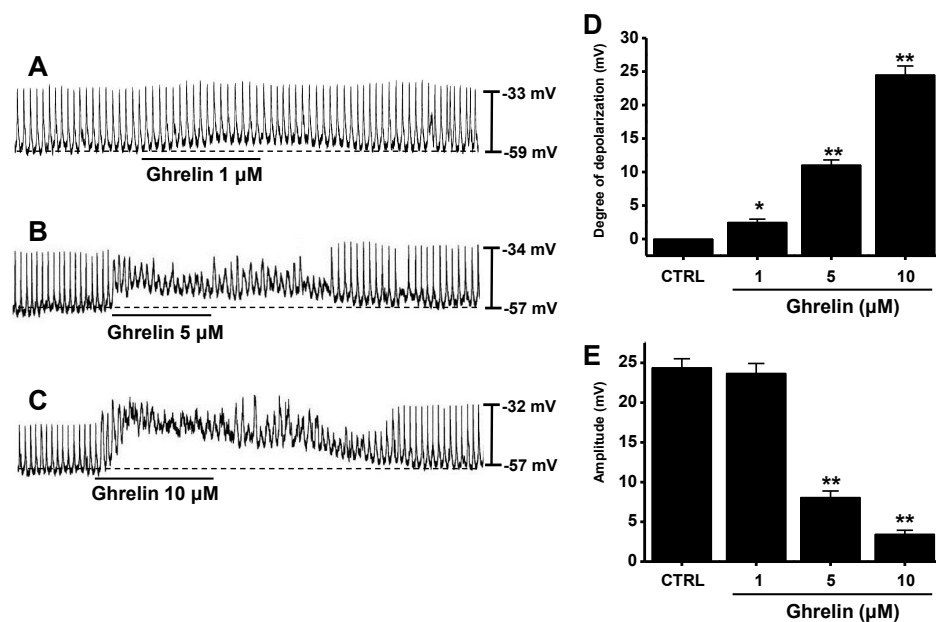 A
-33 mV
-59 mV
Ghrelin 1 µM
B
-34 mV
-57 mV
Ghrelin 5 µM
C
-32 mV
-57 mV
Ghrelin 10 µM
D
Degree of depolarization (mV)
30
25
20
15
10
5
0
*
**
**
CTRL 1 5 10
Ghrelin (µM)
E
Amplitude (mV)
25
20
15
10
5
0
**
**
CTRL 1 5 10
Ghrelin (µM)